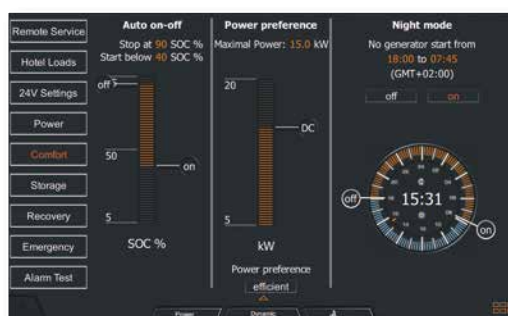 Remote Service
Hotel Loads
24V Settings
Power
Comfort
Storage
Recovery
Emergency
Alarm Test
Auto on-off
Stop at 90 SOC %
Start below 40 SOC %
off
50
on
5
SOC %
Power preference
Maximal Power: 15.0 kW
20
DC
5
kW
Power preference
efficient
Night mode
No generator start from
18:00 to 07:45
(GMT+02:00)
off
on
off
15:31
on
Power
Dynamic